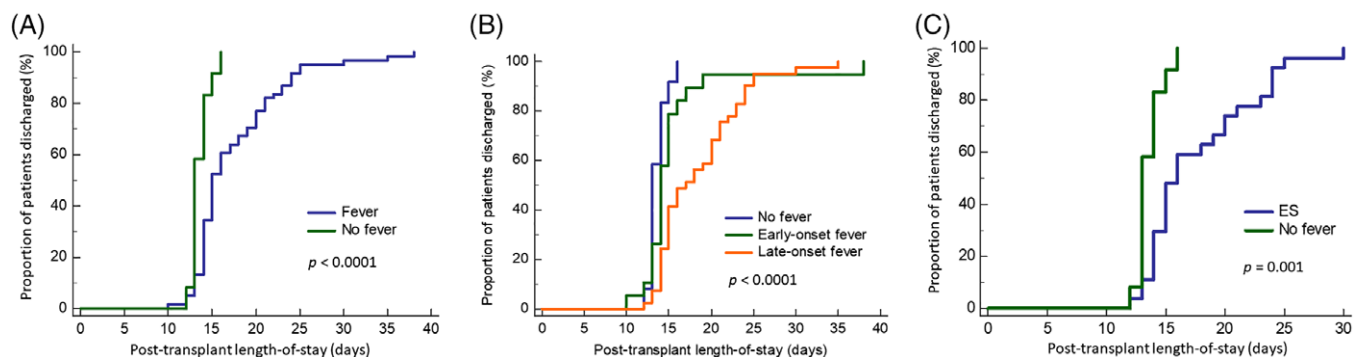 (A)
Proportion of patients discharged (%)
100
80
60
40
20
0
Fever
No fever
p < 0.0001
0 5 10 15 20 25 30 35 40
Post-transplant length-of-stay (days)
(B)
Proportion of patients discharged (%)
100
80
60
40
20
0
No fever
Early-onset fever
Late-onset fever
p < 0.0001
0 5 10 15 20 25 30 35 40
Post-transplant length-of-stay (days)
(C)
Proportion of patients discharged (%)
100
80
60
40
20
0
ES
No fever
p = 0.001
0 5 10 15 20 25 30
Post-transplant length-of-stay (days)